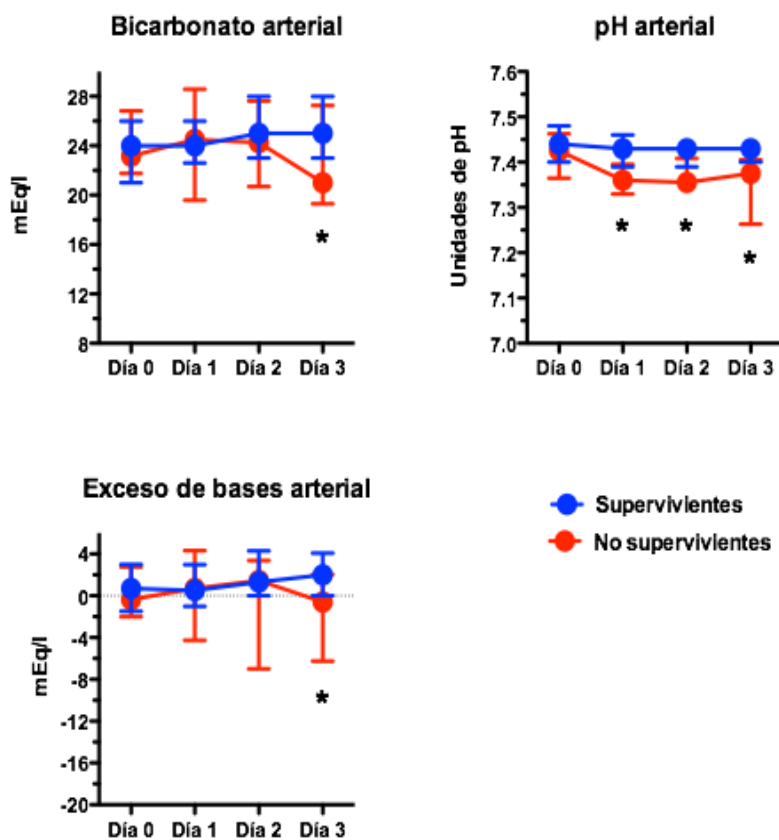 Bicarbonato arterial
mEq/l
28
24
20
16
12
8
Día 0 Día 1 Día 2 Día 3
*
pH arterial
Unidades de pH
7.6
7.5
7.4
7.3
7.2
7.1
7.0
Día 0 Día 1 Día 2 Día 3
* * *
Exceso de bases arterial
mEq/l
4
0
-4
-8
-12
-16
-20
Día 0 Día 1 Día 2 Día 3
*
Supervivientes
No supervivientes